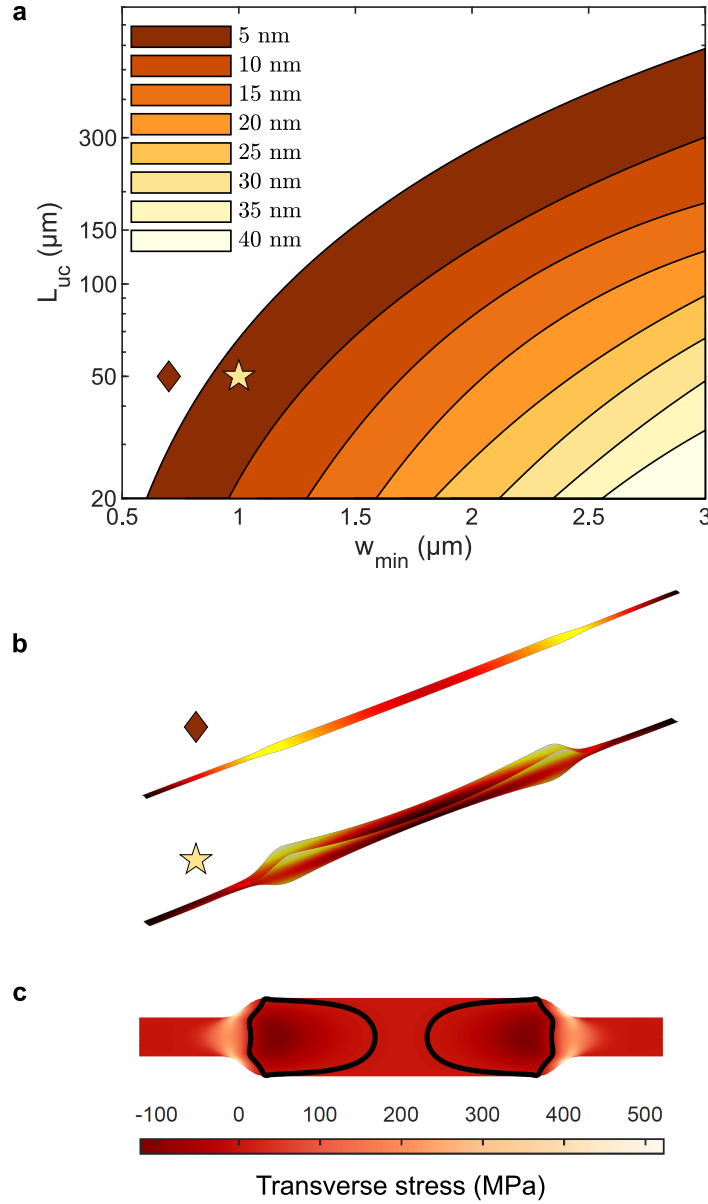 a
5 nm
10 nm
15 nm
20 nm
25 nm
30 nm
35 nm
40 nm
300
150
100
50
20
L_uc (μm)
0.5 1 1.5 2 2.5 3
w_min (μm)
b
c
-100 0 100 200 300 400 500
Transverse stress (MPa)